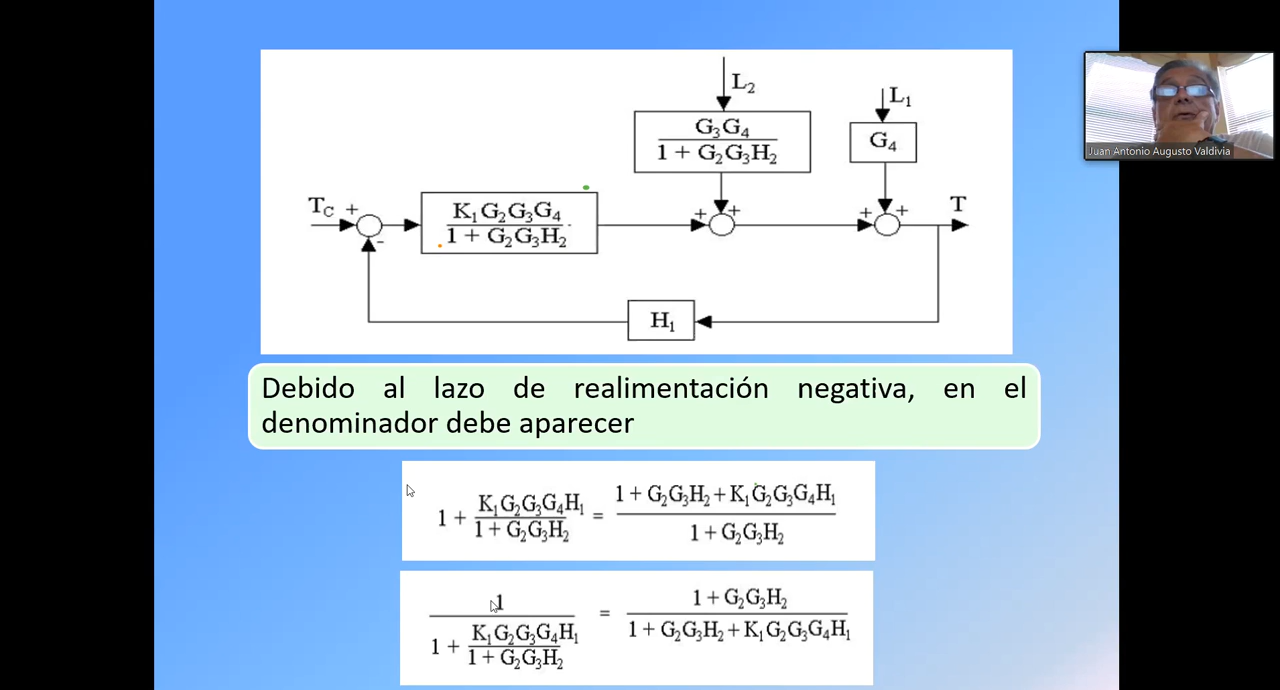 L₂
L₁
G₃G₄
1 + G₂G₃H₂
G₄
T_C + K₁G₂G₃G₄ + + + + T
1 + G₂G₃H₂
-
H₁
Juan Antonio Augusto Valdivia
Debido al lazo de realimentación negativa, en el
denominador debe aparecer
1 + K₁G₂G₃G₄H₁ / 1 + G₂G₃H₂ = 1 + G₂G₃H₂ + K₁G₂G₃G₄H₁ / 1 + G₂G₃H₂
1 / 1 + K₁G₂G₃G₄H₁ / 1 + G₂G₃H₂ = 1 + G₂G₃H₂ / 1 + G₂G₃H₂ + K₁G₂G₃G₄H₁